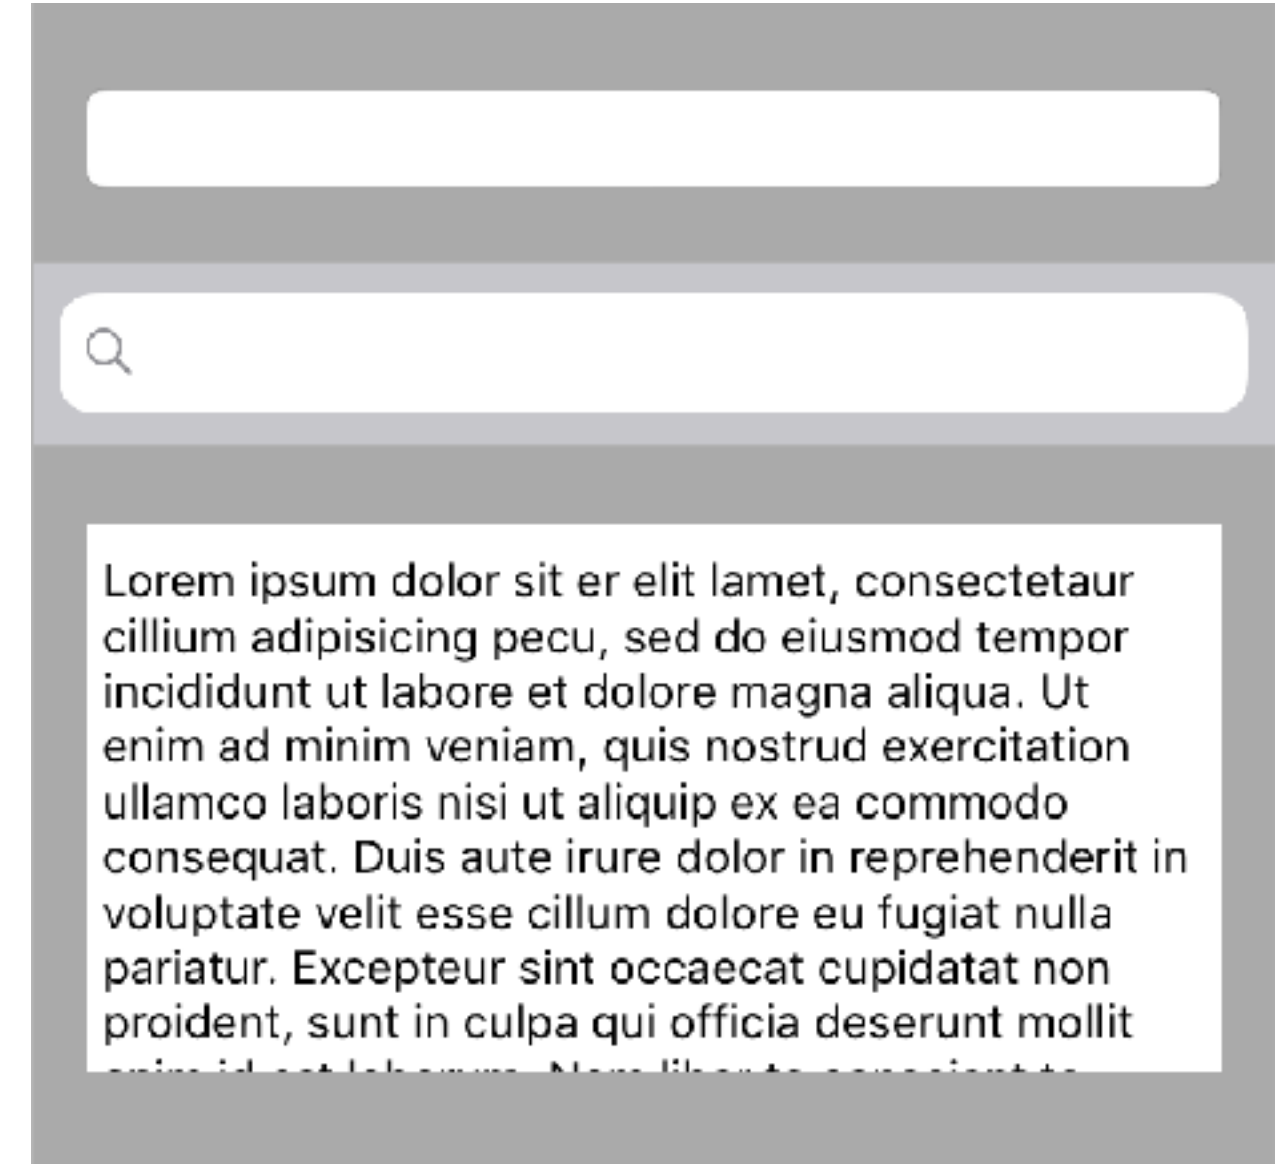 Lorem ipsum dolor sit er elit lamet, consectetaur
cillium adipisicing pecu, sed do eiusmod tempor
incididunt ut labore et dolore magna aliqua. Ut
enim ad minim veniam, quis nostrud exercitation
ullamco laboris nisi ut aliquip ex ea commodo
consequat. Duis aute irure dolor in reprehenderit in
voluptate velit esse cillum dolore eu fugiat nulla
pariatur. Excepteur sint occaecat cupidatat non
proident, sunt in culpa qui officia deserunt mollit